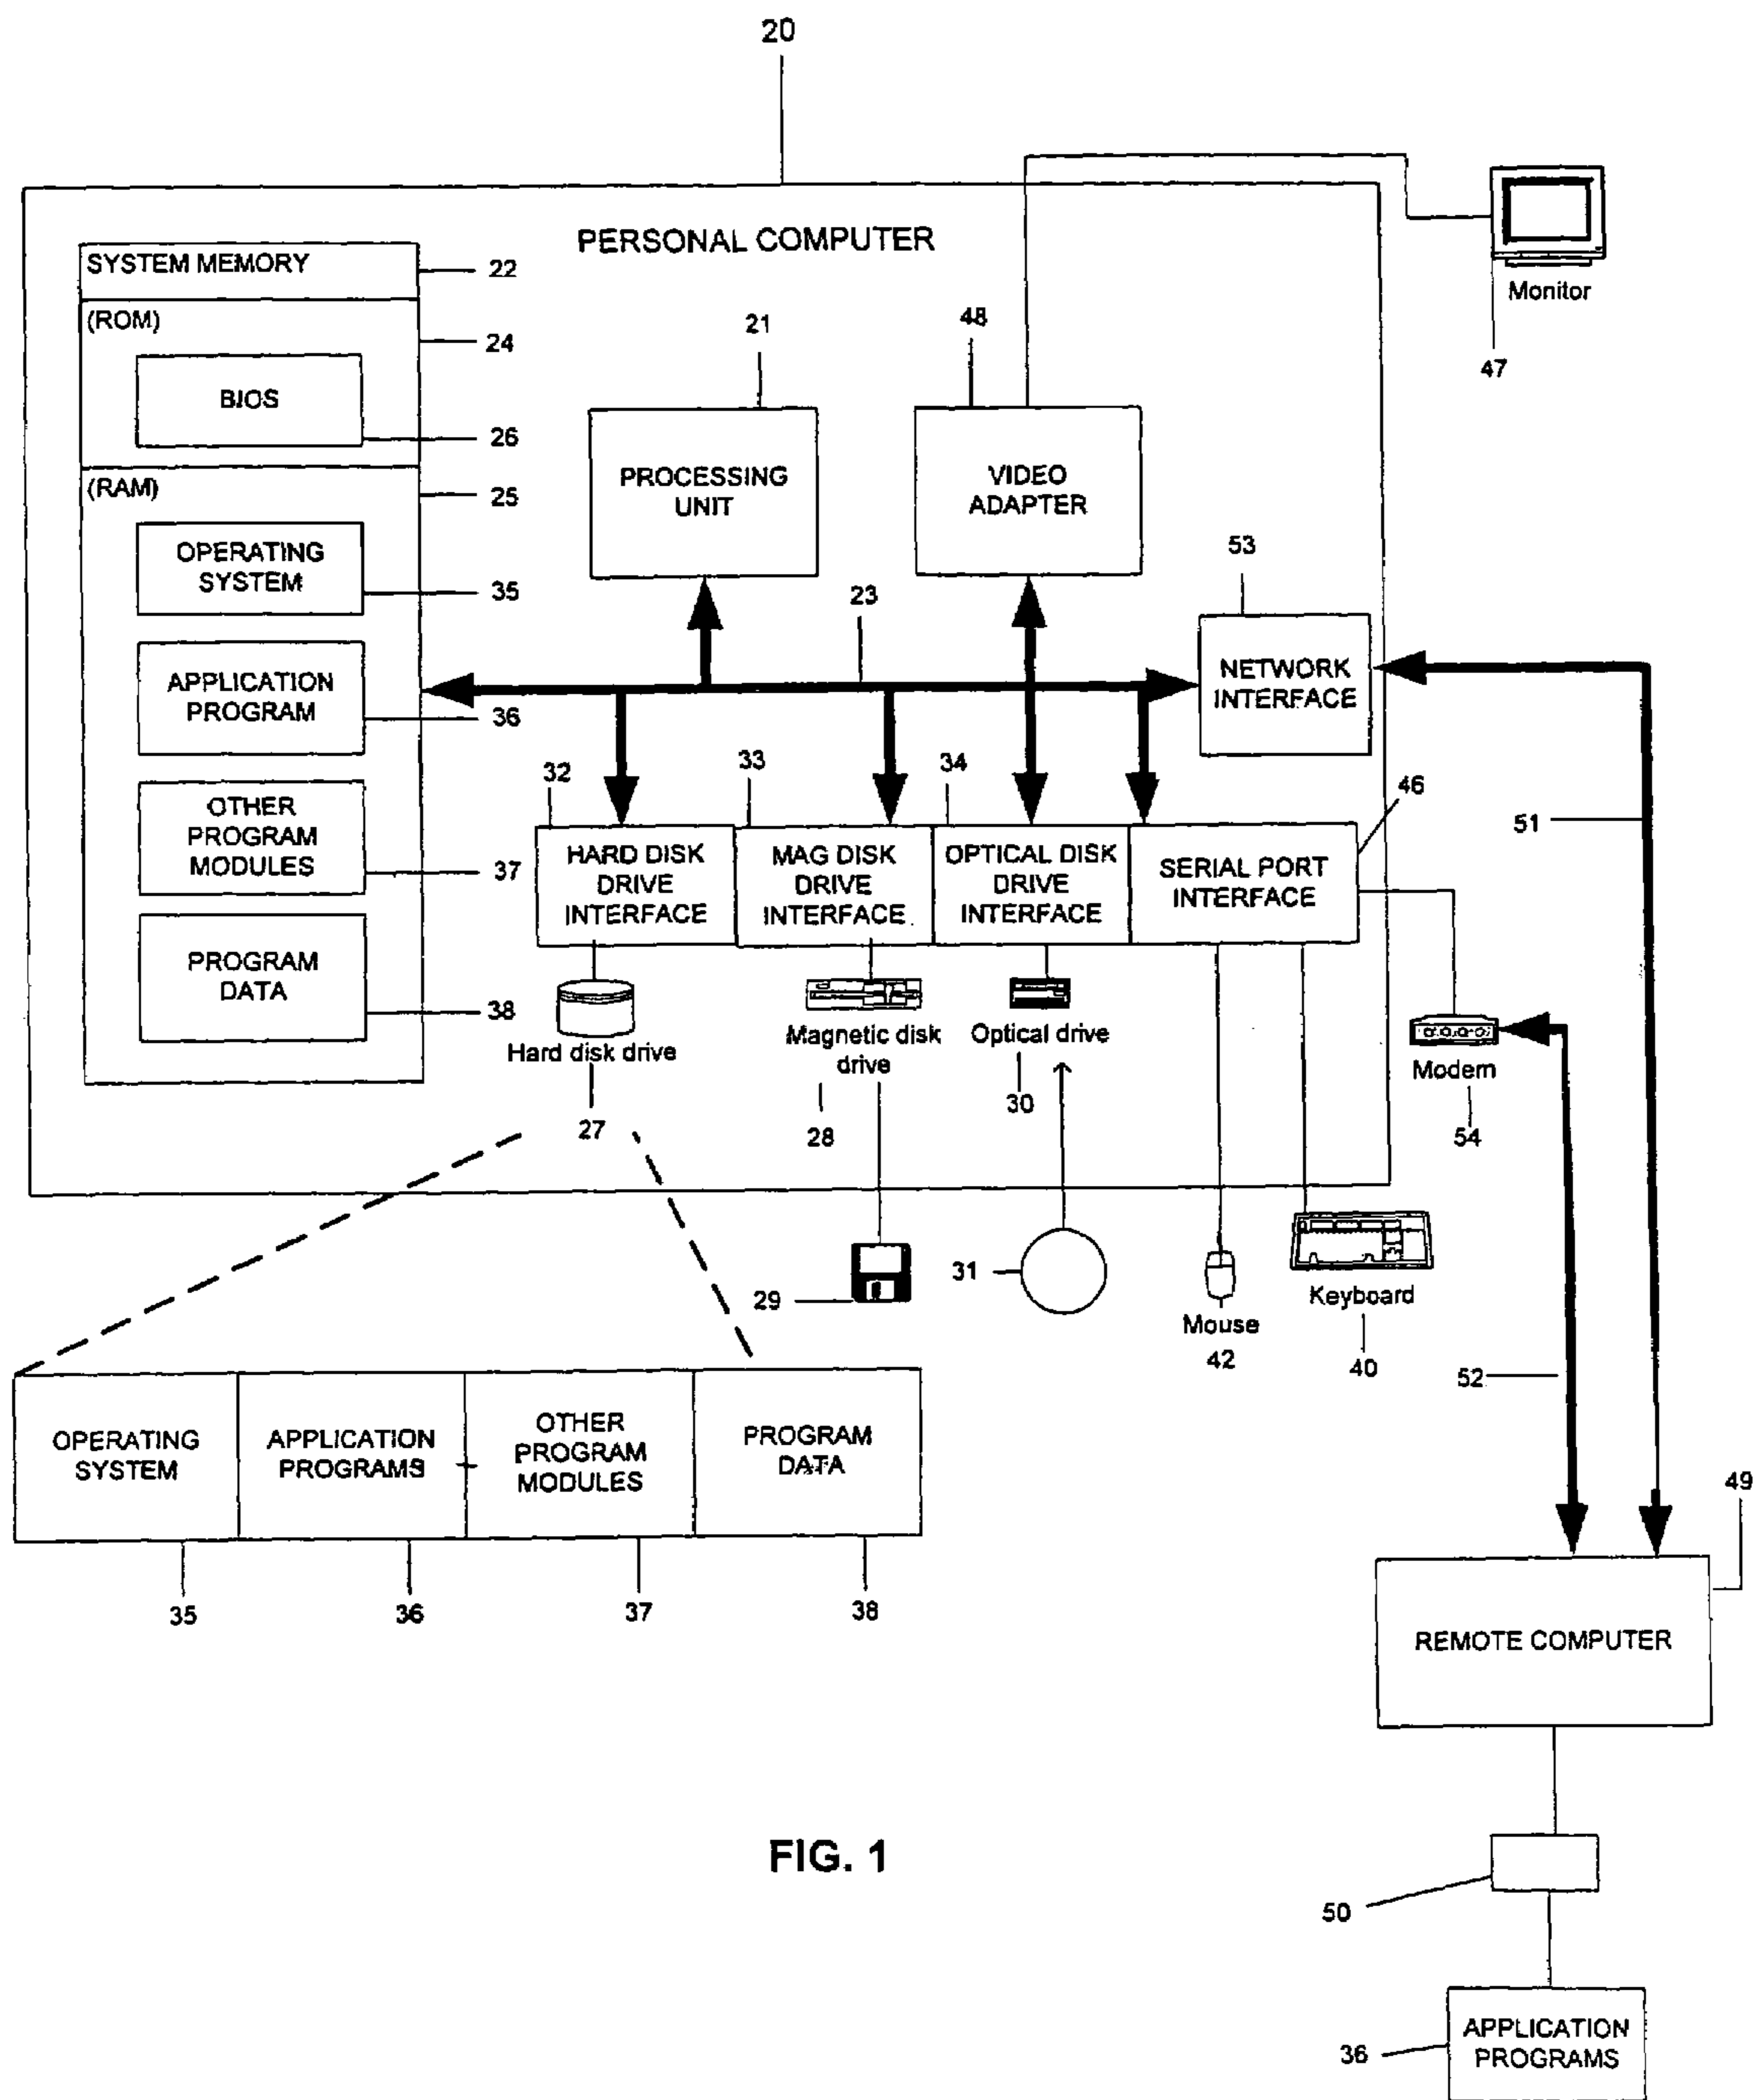 20
PERSONAL COMPUTER
SYSTEM MEMORY
22
(ROM)
24
BIOS
26
(RAM)
25
OPERATING
SYSTEM
35
APPLICATION
PROGRAM
36
OTHER
PROGRAM
MODULES
37
PROGRAM
DATA
38
21
PROCESSING
UNIT
48
VIDEO
ADAPTER
Monitor
47
23
53
NETWORK
INTERFACE
32
HARD DISK
DRIVE
INTERFACE
33
MAG DISK
DRIVE
INTERFACE
34
OPTICAL DISK
DRIVE
INTERFACE
46
SERIAL PORT
INTERFACE
51
Hard disk drive
27
Magnetic disk
drive
28
Optical drive
30
Modem
54
29
31
Mouse
42
Keyboard
40
52
OPERATING
SYSTEM
APPLICATION
PROGRAMS
OTHER
PROGRAM
MODULES
PROGRAM
DATA
35
36
37
38
49
REMOTE COMPUTER
FIG. 1
50
36
APPLICATION
PROGRAMS